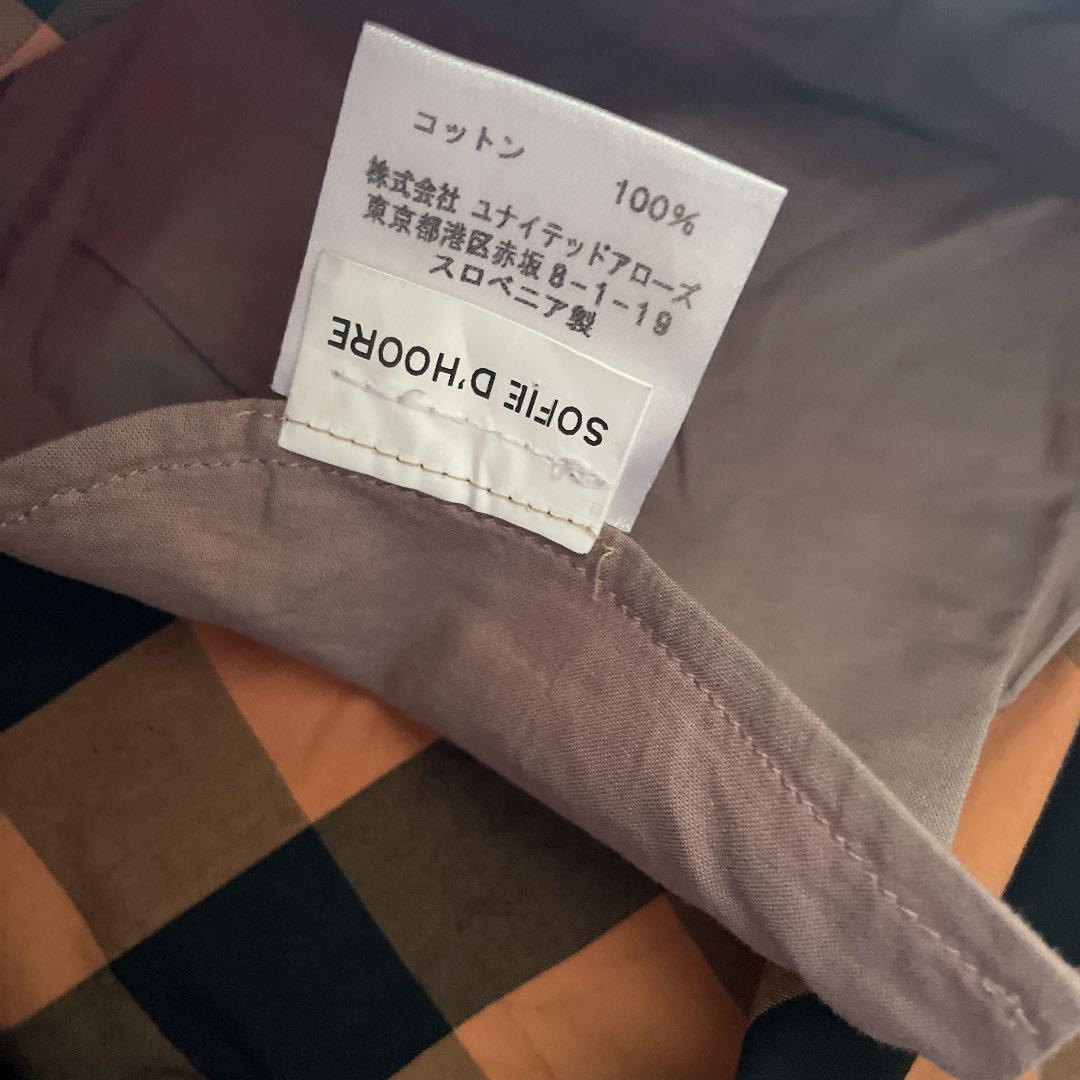 コットン
100%
株式会社 ユナイテッドアローズ
東京都港区赤坂8-1-19
スロベニア製
SOFIE D'HOORE